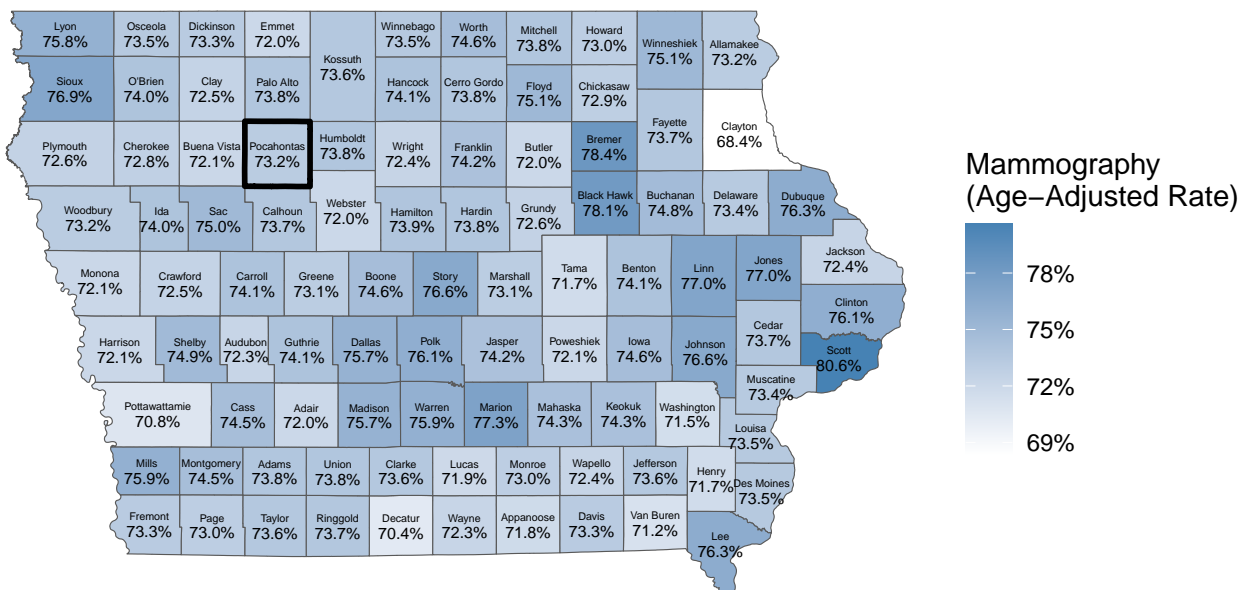 Lyon
75.8%
Osceola
73.5%
Dickinson
73.3%
Emmet
72.0%
Kossuth
73.6%
Winnebago
73.5%
Worth
74.6%
Mitchell
73.8%
Howard
73.0%
Winneshiek
75.1%
Allamakee
73.2%
Sioux
76.9%
O'Brien
74.0%
Clay
72.5%
Palo Alto
73.8%
Hancock
74.1%
Cerro Gordo
73.8%
Floyd
75.1%
Chickasaw
72.9%
Fayette
73.7%
Clayton
68.4%
Plymouth
72.6%
Cherokee
72.8%
Buena Vista
72.1%
Pocahontas
73.2%
Humboldt
73.8%
Wright
72.4%
Franklin
74.2%
Butler
72.0%
Bremer
78.4%
Woodbury
73.2%
Ida
74.0%
Sac
75.0%
Calhoun
73.7%
Webster
72.0%
Hamilton
73.9%
Hardin
73.8%
Grundy
72.6%
Black Hawk
78.1%
Buchanan
74.8%
Delaware
73.4%
Dubuque
76.3%
Monona
72.1%
Crawford
72.5%
Carroll
74.1%
Greene
73.1%
Boone
74.6%
Story
76.6%
Marshall
73.1%
Tama
71.7%
Benton
74.1%
Linn
77.0%
Jones
77.0%
Jackson
72.4%
Clinton
76.1%
Harrison
72.1%
Shelby
74.9%
Audubon
72.3%
Guthrie
74.1%
Dallas
75.7%
Polk
76.1%
Jasper
74.2%
Poweshiek
72.1%
Iowa
74.6%
Johnson
76.6%
Cedar
73.7%
Scott
80.6%
Muscatine
73.4%
Pottawattamie
70.8%
Cass
74.5%
Adair
72.0%
Madison
75.7%
Warren
75.9%
Marion
77.3%
Mahaska
74.3%
Keokuk
74.3%
Washington
71.5%
Louisa
73.5%
Mills
75.9%
Montgomery
74.5%
Adams
73.8%
Union
73.8%
Clarke
73.6%
Lucas
71.9%
Monroe
73.0%
Wapello
72.4%
Jefferson
73.6%
Henry
71.7%
Des Moines
73.5%
Fremont
73.3%
Page
73.0%
Taylor
73.6%
Ringgold
73.7%
Decatur
70.4%
Wayne
72.3%
Appanoose
71.8%
Davis
73.3%
Van Buren
71.2%
Lee
76.3%
Mammography
(Age−Adjusted Rate)
78%
75%
72%
69%